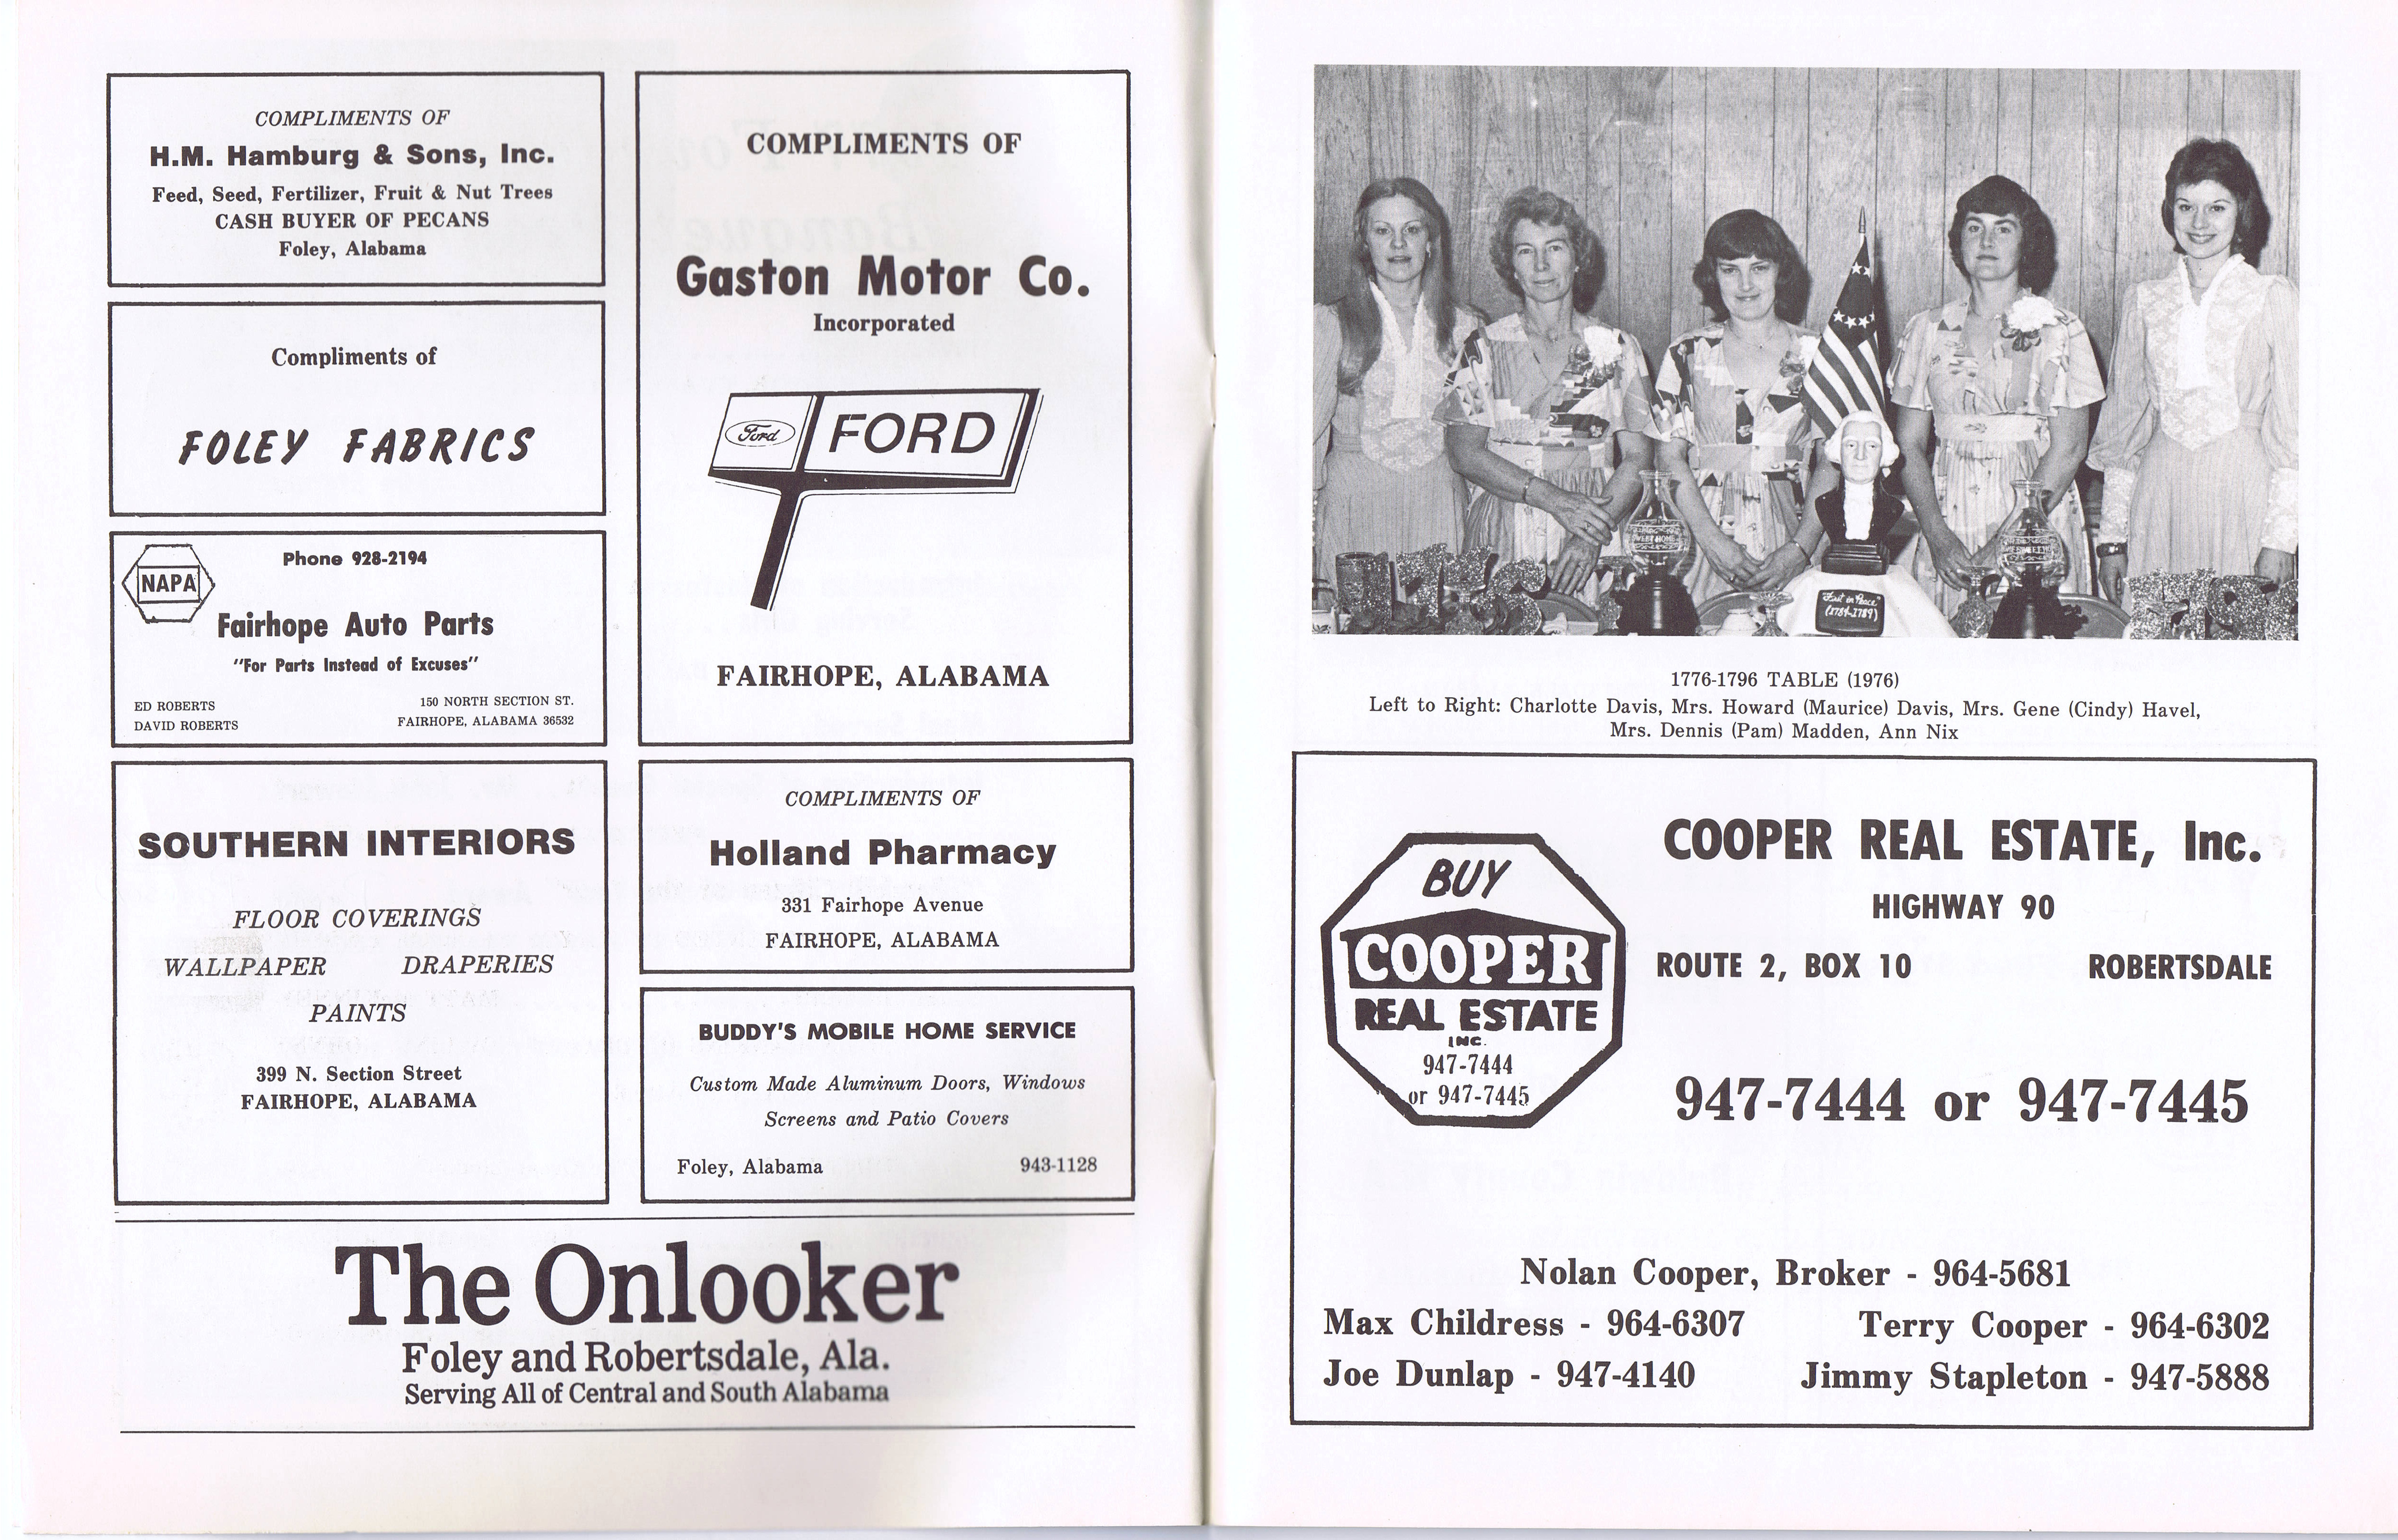 COMPLIMENTS OF
H.M. Hamburg & Sons, Inc.
Feed, Seed, Fertilizer, Fruit & Nut Trees
CASH BUYER OF PECANS
Foley, Alabama
Compliments of
FOLEY FABRICS
NAPA
Phone 928-2194
Fairhope Auto Parts
"For Parts Instead of Excuses"
ED ROBERTS
DAVID ROBERTS
150 NORTH SECTION ST.
FAIRHOPE, ALABAMA 36532
SOUTHERN INTERIORS
FLOOR COVERINGS
WALLPAPER DRAPERIES
PAINTS
399 N. Section Street
FAIRHOPE, ALABAMA
COMPLIMENTS OF
Gaston Motor Co.
Incorporated
Ford FORD
FAIRHOPE, ALABAMA
COMPLIMENTS OF
Holland Pharmacy
331 Fairhope Avenue
FAIRHOPE, ALABAMA
BUDDY'S MOBILE HOME SERVICE
Custom Made Aluminum Doors, Windows
Screens and Patio Covers
Foley, Alabama 943-1128
The Onlooker
Foley and Robertsdale, Ala.
Serving All of Central and South Alabama
1776
"First in Peace"
(1784-1789)
1776-1796 TABLE (1976)
Left to Right: Charlotte Davis, Mrs. Howard (Maurice) Davis, Mrs. Gene (Cindy) Havel,
Mrs. Dennis (Pam) Madden, Ann Nix
BUY
COOPER
REAL ESTATE
INC.
947-7444
or 947-7445
COOPER REAL ESTATE, Inc.
HIGHWAY 90
ROUTE 2, BOX 10 ROBERTSDALE
947-7444 or 947-7445
Nolan Cooper, Broker - 964-5681
Max Childress - 964-6307 Terry Cooper - 964-6302
Joe Dunlap - 947-4140 Jimmy Stapleton - 947-5888